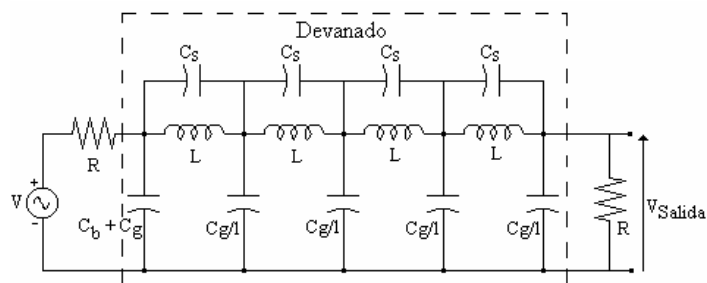 Devanado
Cs Cs Cs Cs
R L L L L
V + -
Cb + Cg Cg/l Cg/l Cg/l Cg/l
R VSalida